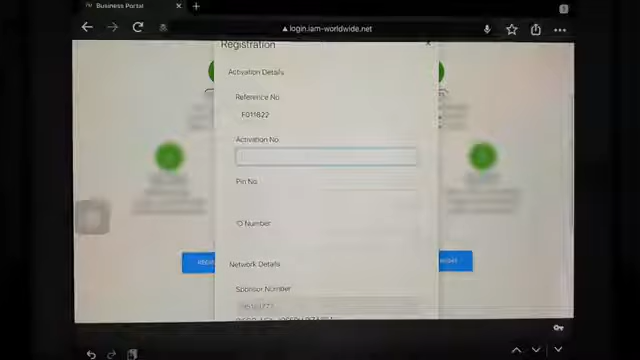 Business Portal
login.iam-worldwide.net
Registration
Activation Details
Reference No
F011822
Activation No.
Pin No.
ID Number
Network Details
Sponsor Number